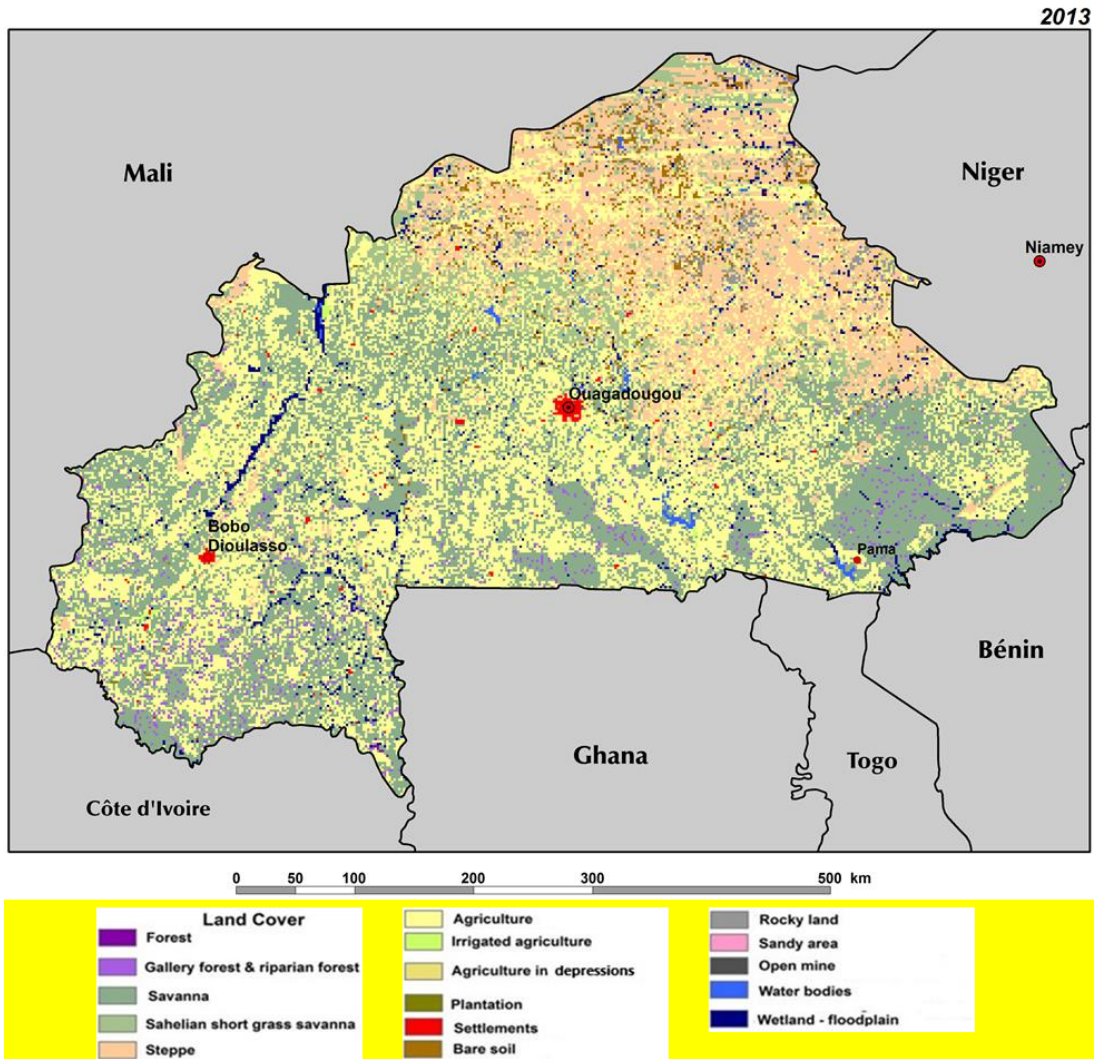 2013
Mali
Niger
Niamey
Ouagadougou
Bobo
Dioulasso
Pama
Bénin
Ghana
Togo
Côte d'Ivoire
0 50 100 200 300 500 km
Land Cover
Forest
Gallery forest & riparian forest
Savanna
Sahelian short grass savanna
Steppe
Agriculture
Irrigated agriculture
Agriculture in depressions
Plantation
Settlements
Bare soil
Rocky land
Sandy area
Open mine
Water bodies
Wetland - floodplain